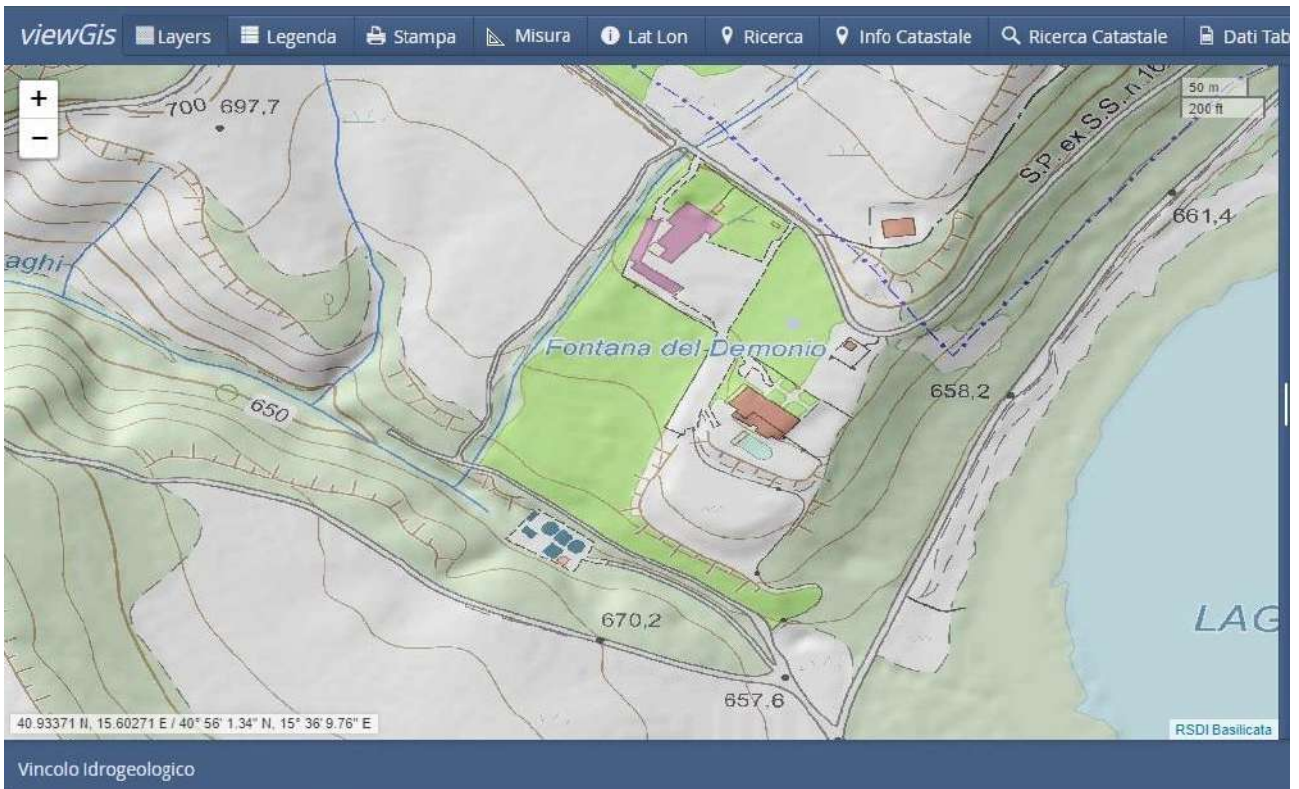 viewGis Layers Legenda Stampa Misura Lat Lon Ricerca Info Catastale Ricerca Catastale Dati Tab
+
−
50 m
200 ft
700 697,7
S.P. ex S.S. n.16
661,4
aghi
Fontana del Demonio
658,2
650
670,2
LAG
657,6
40.93371 N, 15.60271 E / 40° 56' 1.34" N, 15° 36' 9.76" E
RSDI Basilicata
Vincolo Idrogeologico